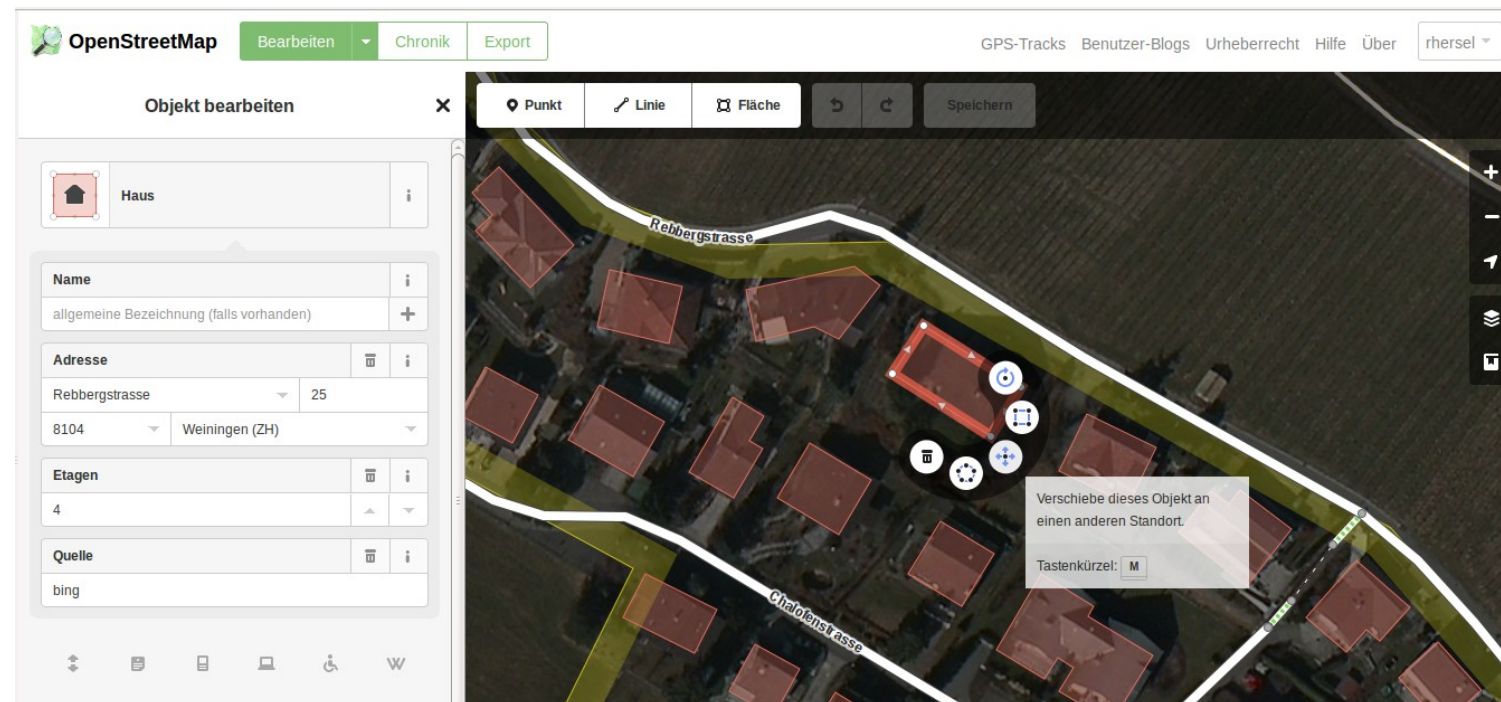 OpenStreetMap Bearbeiten Chronik Export GPS-Tracks Benutzer-Blogs Urheberrecht Hilfe Über rhersel
Objekt bearbeiten
Punkt Linie Fläche Speichern
Haus
Name
allgemeine Bezeichnung (falls vorhanden)
Adresse
Rebbergstrasse 25
8104 Weiningen (ZH)
Etagen
4
Quelle
bing
Rebbergstrasse
Verschiebe dieses Objekt an
einen anderen Standort.
Tastenkürzel: M
Chalofenstrasse